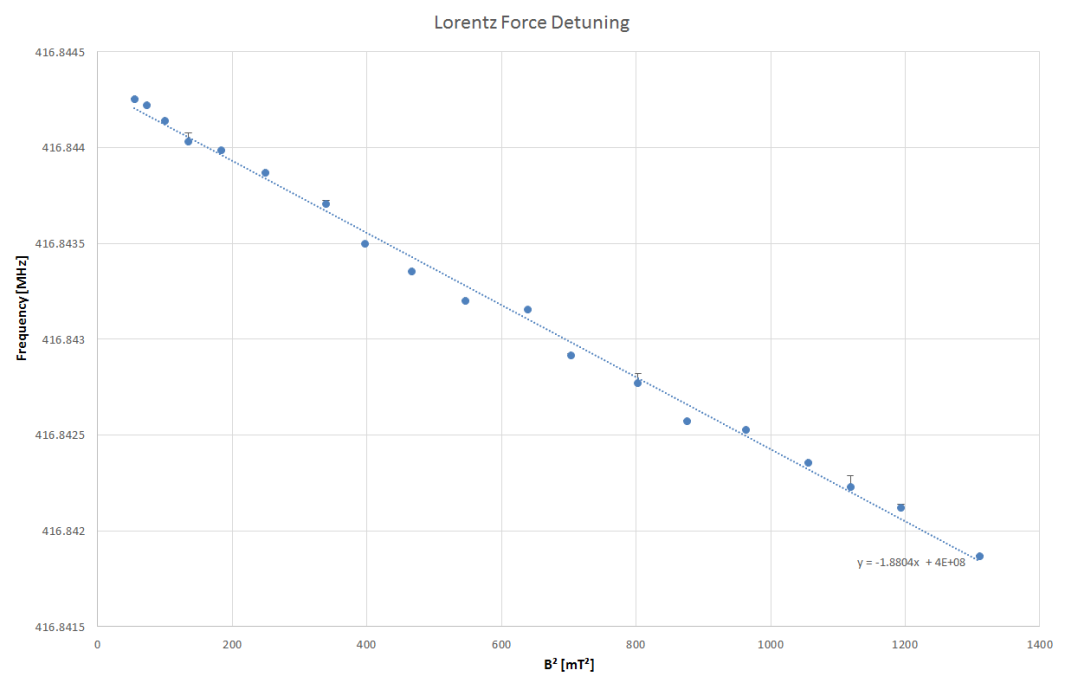 Lorentz Force Detuning
416.8445
416.844
416.8435
416.843
416.8425
416.842
416.8415
Frequency [MHz]
y = -1.8804x + 4E+08
0 200 400 600 800 1000 1200 1400
B² [mT²]